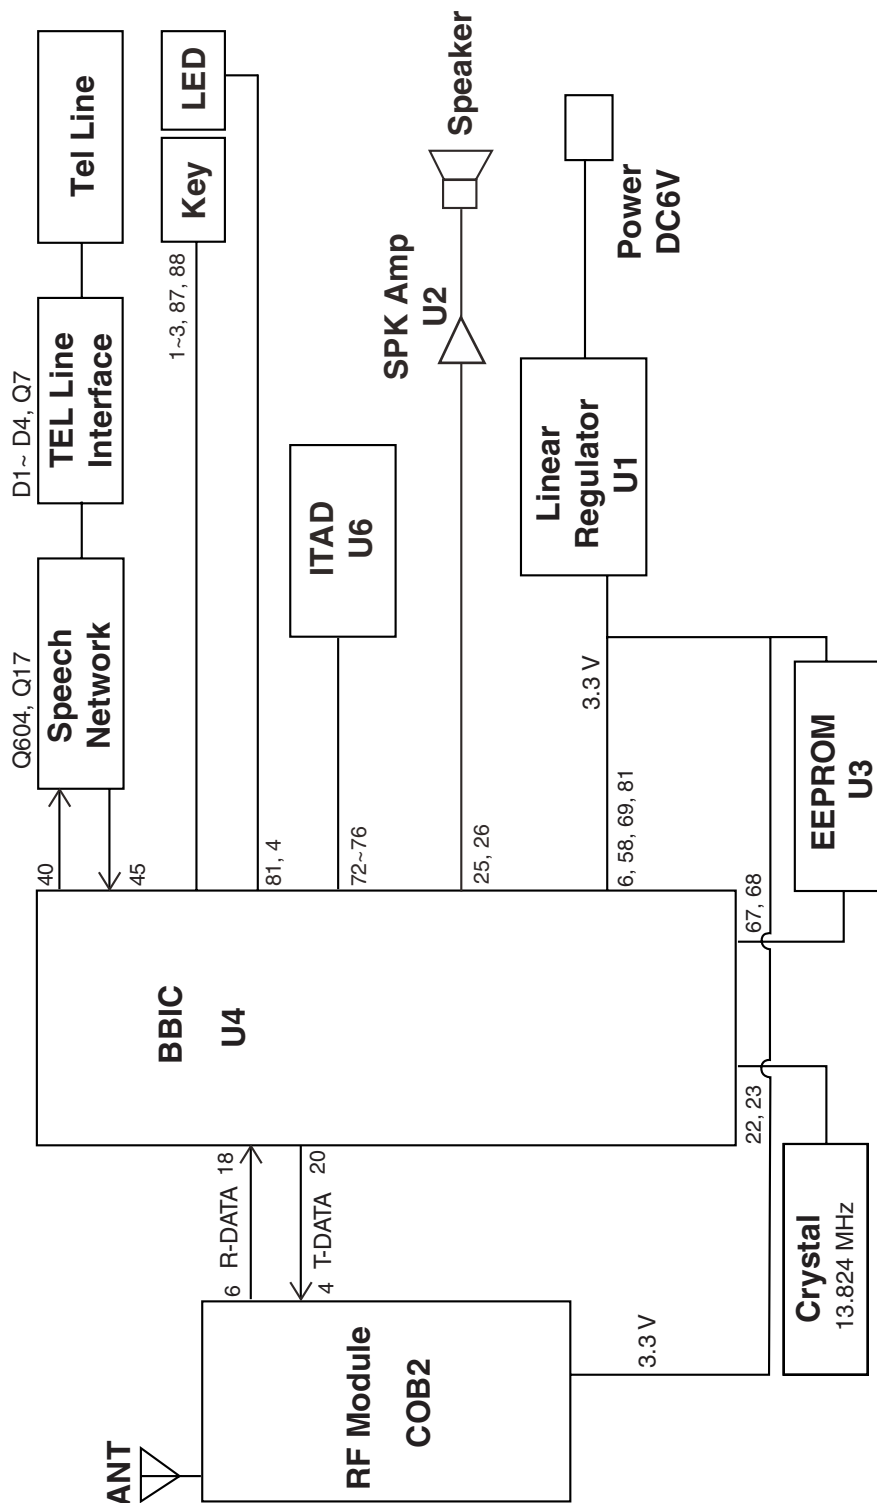 ANT
RF Module
COB2
6 R-DATA 18
4 T-DATA 20
3.3 V
Crystal
13.824 MHz
22, 23
BBIC
U4
40
45
Q604, Q17
Speech
Network
D1~ D4, Q7
TEL Line
Interface
Tel Line
1~3, 87, 88
Key
LED
81, 4
72~76
ITAD
U6
25, 26
SPK Amp
U2
Speaker
6, 58, 69, 81
3.3 V
Linear
Regulator
U1
Power
DC6V
67, 68
EEPROM
U3